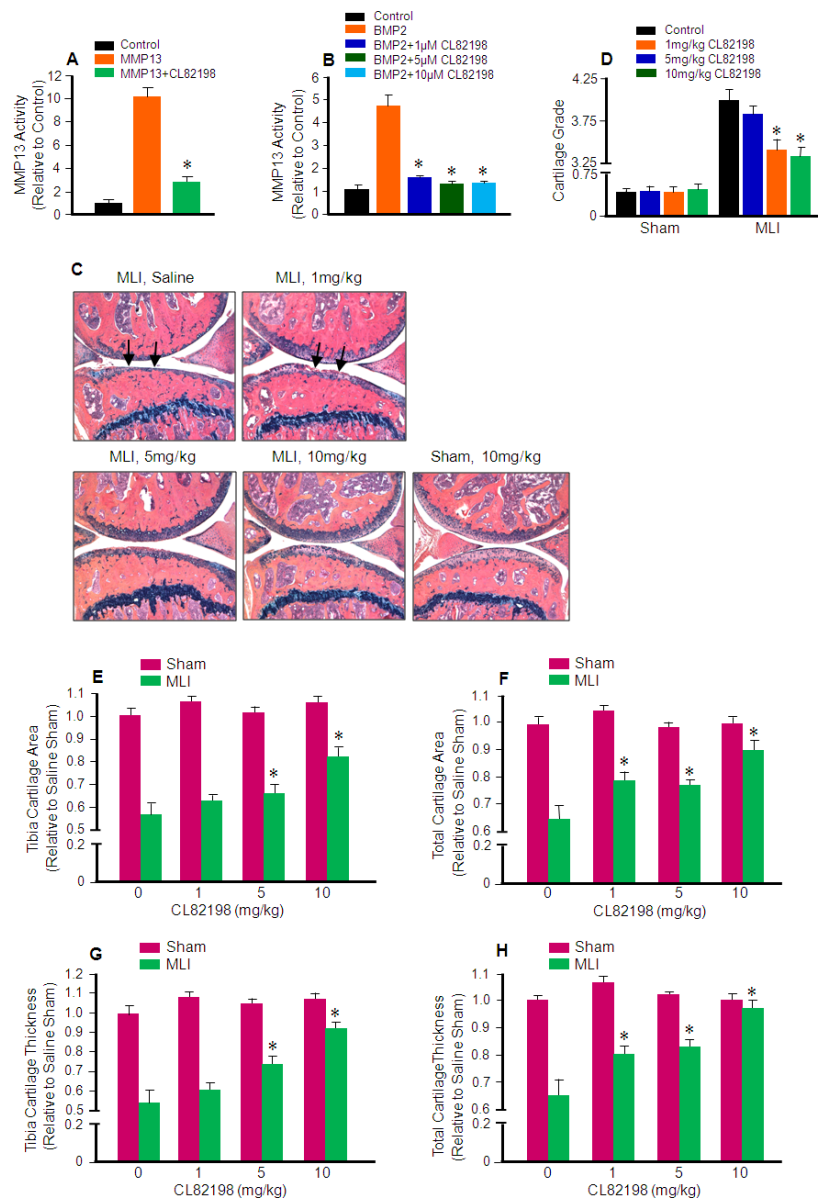 A
Control
MMP13
MMP13+CL82198
MMP13 Activity
(Relative to Control)
12
10
8
6
4
2
0
*
B
Control
BMP2
BMP2+1µM CL82198
BMP2+5µM CL82198
BMP2+10µM CL82198
MMP13 Activity
(Relative to Control)
6
5
4
3
2
1
0
* * *
D
Control
1mg/kg CL82198
5mg/kg CL82198
10mg/kg CL82198
Cartilage Grade
4.25
3.75
3.25
0.75
0
* *
Sham MLI
C
MLI, Saline MLI, 1mg/kg
MLI, 5mg/kg MLI, 10mg/kg Sham, 10mg/kg
E
Sham
MLI
Tibia Cartilage Area
(Relative to Saline Sham)
1.1
1.0
0.9
0.8
0.7
0.6
0.5
0.2
0
* *
0 1 5 10
CL82198 (mg/kg)
F
Sham
MLI
Total Cartilage Area
(Relative to Saline Sham)
1.1
1.0
0.9
0.8
0.7
0.6
0.2
0
* * *
0 1 5 10
CL82198 (mg/kg)
G
Sham
MLI
Tibia Cartilage Thickness
(Relative to Saline Sham)
1.2
1.1
1.0
0.9
0.8
0.7
0.6
0.5
0.2
0
* *
0 1 5 10
CL82198 (mg/kg)
H
Sham
MLI
Total CartilageThickness
(Relative to Saline Sham)
1.1
1.0
0.9
0.8
0.7
0.6
0.2
0
* * *
0 1 5 10
CL82198 (mg/kg)